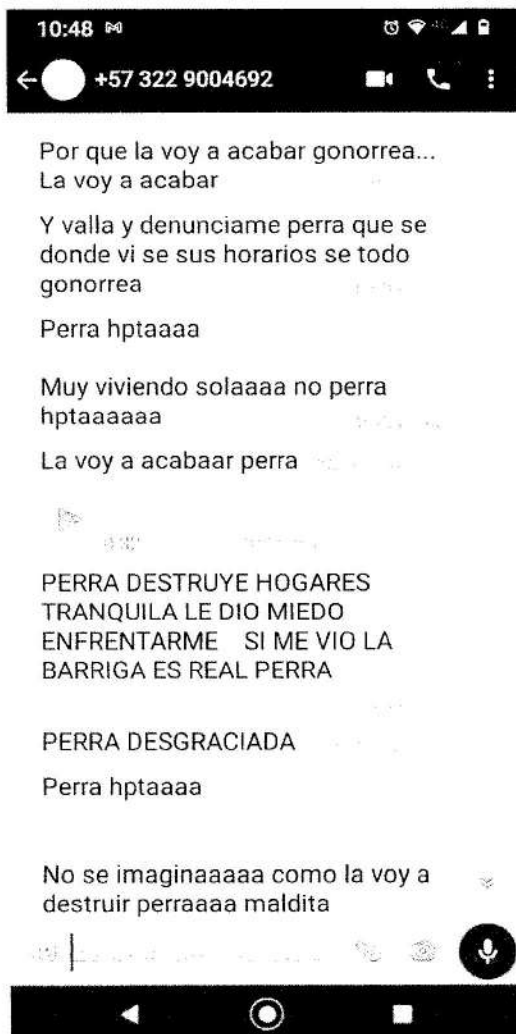 10:48
+57 322 9004692
Por que la voy a acabar gonorrea...
La voy a acabar
Y valla y denunciame perra que se
donde vi se sus horarios se todo
gonorrea
Perra hptaaaa
Muy viviendo solaaaa no perra
hptaaaaaa
La voy a acabaar perra
PERRA DESTRUYE HOGARES
TRANQUILA LE DIO MIEDO
ENFRENTARME SI ME VIO LA
BARRIGA ES REAL PERRA
PERRA DESGRACIADA
Perra hptaaaa
No se imaginaaaaa como la voy a
destruir perraaaa maldita